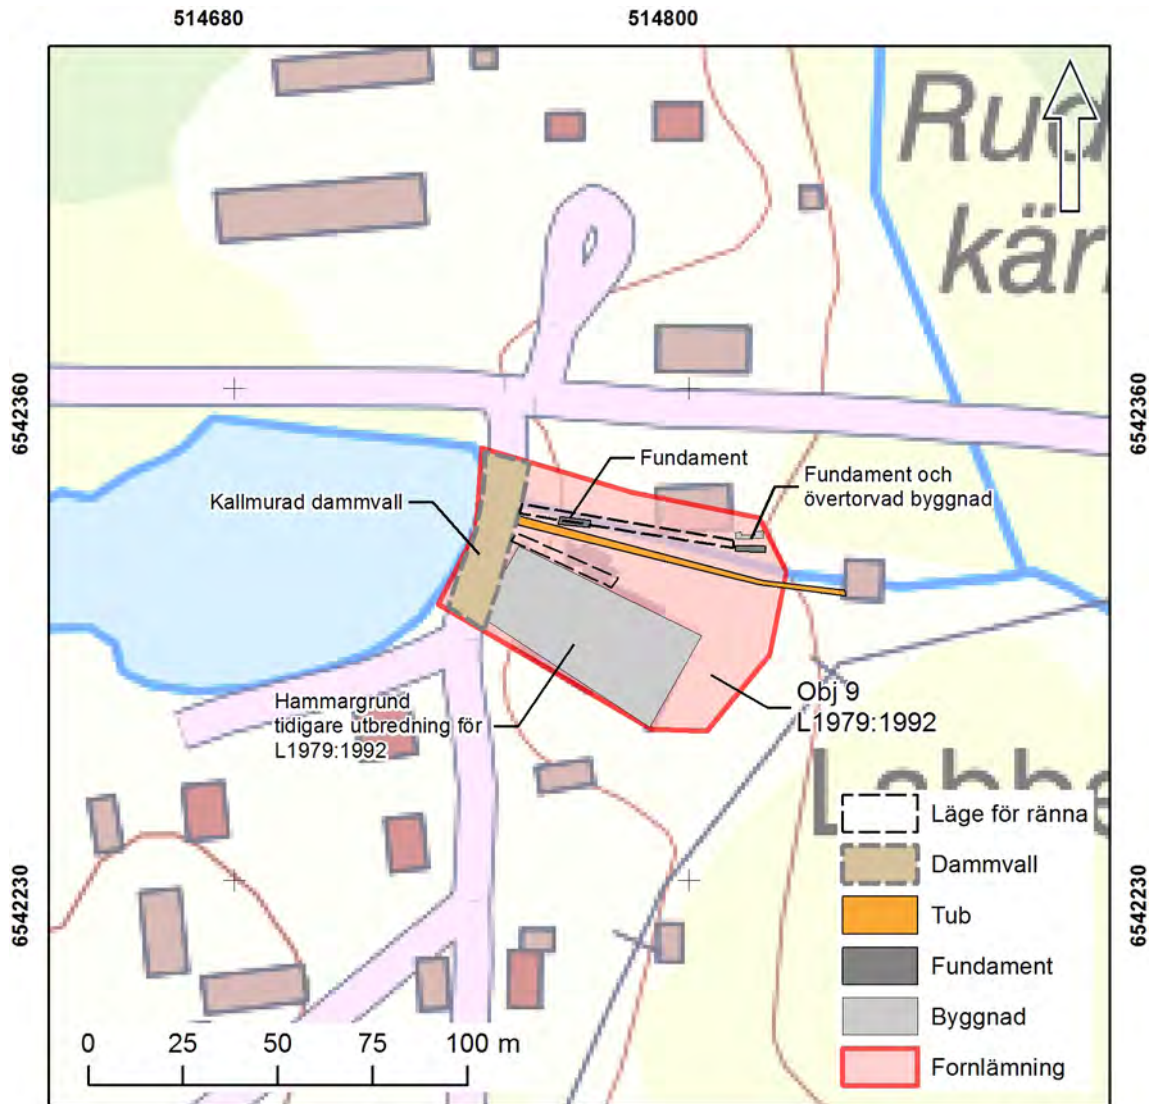 514680
514800
6542360
6542360
Fundament
Fundament och
övertorvad byggnad
Kallmurad dammvall
Hammargrund
tidigare utbredning för
L1979:1992
Obj 9
L1979:1992
Läge för ränna
Dammvall
Tub
Fundament
Byggnad
Fornlämning
6542230
6542230
0 25 50 75 100 m